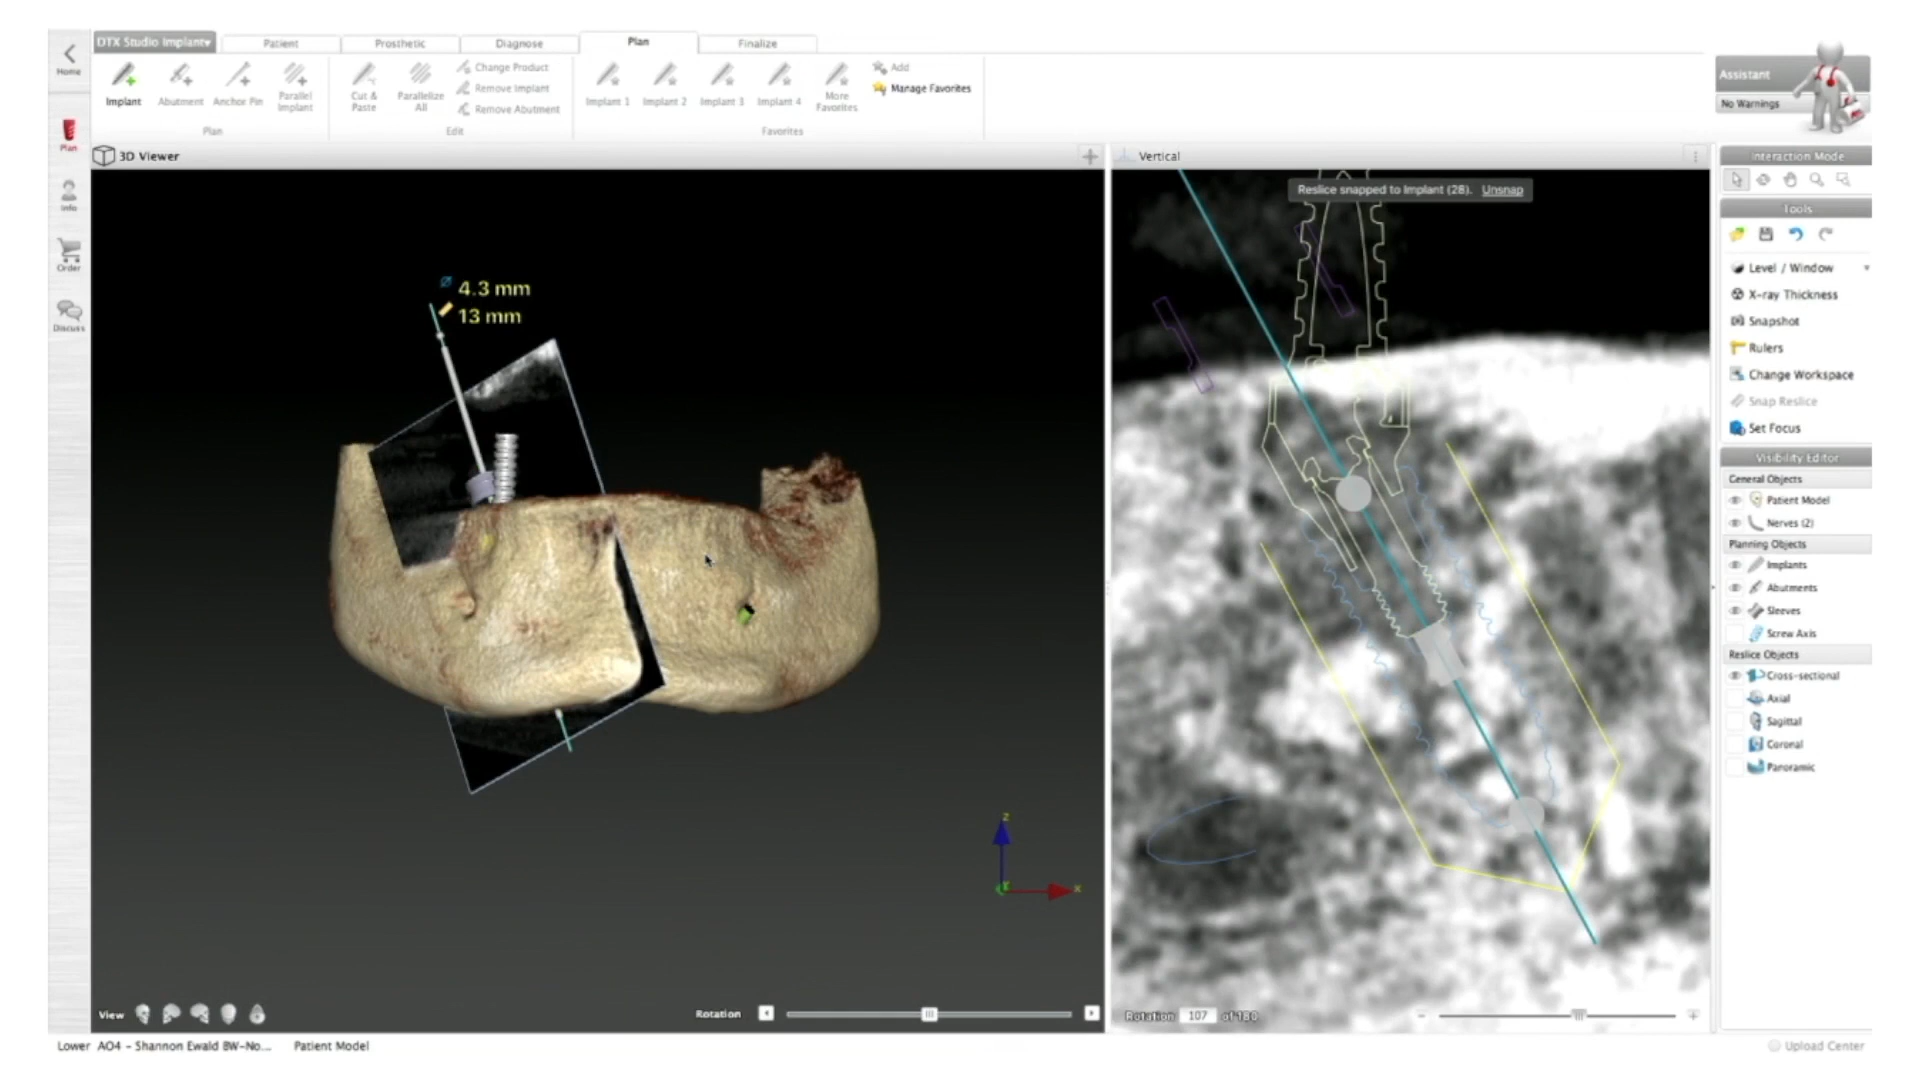 Home
DTX Studio Implant
Patient
Prosthetic
Diagnose
Plan
Finalize
Implant
Abutment
Anchor Pin
Parallel Implant
Plan
Cut & Paste
Parallelize All
Change Product
Remove Implant
Remove Abutment
Edit
Implant 1
Implant 2
Implant 3
Implant 4
More Favorites
Add
Manage Favorites
Favorites
Assistant
No Warnings
Plan
Info
Order
Discuss
3D Viewer
4.3 mm
13 mm
z
x
View
Rotation
Vertical
Reslice snapped to Implant (28). Unsnap
Rotation 107 of 180
Interaction Mode
Tools
Level / Window
X-ray Thickness
Snapshot
Rulers
Change Workspace
Snap Reslice
Set Focus
Visibility Editor
General Objects
Patient Model
Nerves (2)
Planning Objects
Implants
Abutments
Sleeves
Screw Axis
Reslice Objects
Cross-sectional
Axial
Sagittal
Coronal
Panoramic
Lower AO4 - Shannon Ewald BW-No...
Patient Model
Upload Center